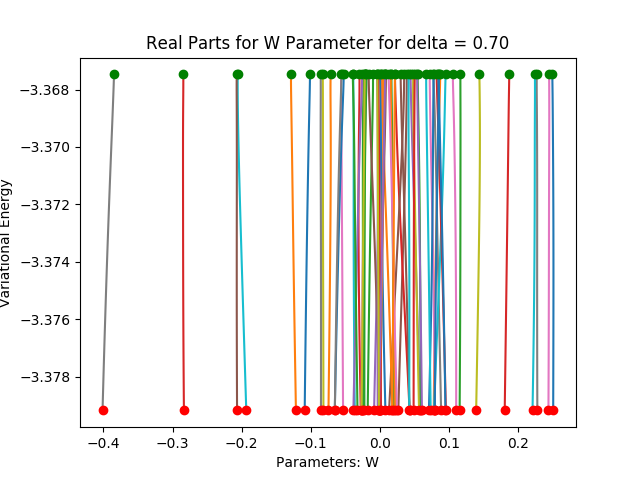 Real Parts for W Parameter for delta = 0.70
Variational Energy
−3.368
−3.370
−3.372
−3.374
−3.376
−3.378
−0.4 −0.3 −0.2 −0.1 0.0 0.1 0.2
Parameters: W